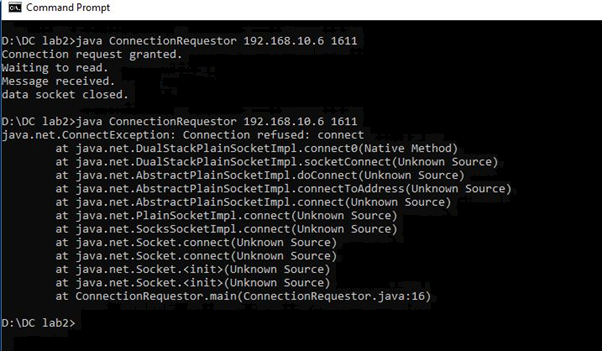 Command Prompt
D:\DC lab2>java ConnectionRequestor 192.168.10.6 1611
Connection request granted.
Waiting to read.
Message received.
data socket closed.
D:\DC lab2>java ConnectionRequestor 192.168.10.6 1611
java.net.ConnectException: Connection refused: connect
at java.net.DualStackPlainSocketImpl.connect0(Native Method)
at java.net.DualStackPlainSocketImpl.socketConnect(Unknown Source)
at java.net.AbstractPlainSocketImpl.doConnect(Unknown Source)
at java.net.AbstractPlainSocketImpl.connectToAddress(Unknown Source)
at java.net.AbstractPlainSocketImpl.connect(Unknown Source)
at java.net.PlainSocketImpl.connect(Unknown Source)
at java.net.SocksSocketImpl.connect(Unknown Source)
at java.net.Socket.connect(Unknown Source)
at java.net.Socket.connect(Unknown Source)
at java.net.Socket.<init>(Unknown Source)
at java.net.Socket.<init>(Unknown Source)
at ConnectionRequestor.main(ConnectionRequestor.java:16)
D:\DC lab2>